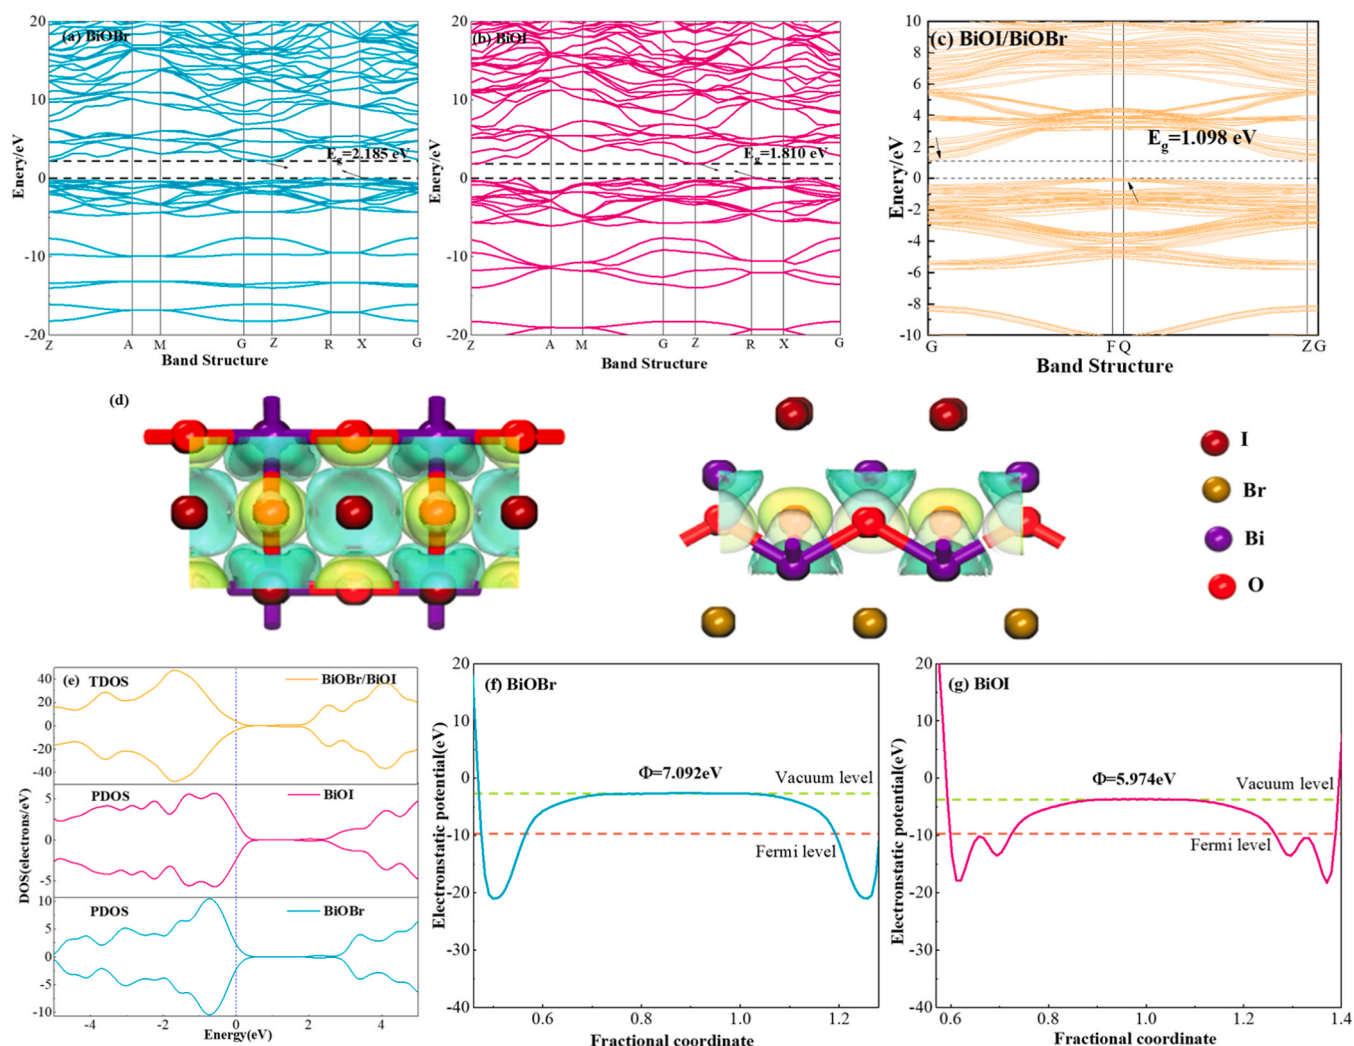 (a) BiOBr
20
10
0
-10
-20
Enery/eV
E_g=2.185 eV
Z A M G Z R X G
Band Structure
(b) BiOI
20
10
0
-10
-20
Enery/eV
E_g=1.810 eV
Z A M G Z R X G
Band Structure
(c) BiOI/BiOBr
10
8
6
4
2
0
-2
-4
-6
-8
-10
Enery/eV
E_g=1.098 eV
G F Q Z G
Band Structure
(d)
I
Br
Bi
O
(e)
TDOS
BiOBr/BiOI
40
20
0
-20
-40
PDOS
BiOI
5
0
-5
PDOS
BiOBr
10
5
0
-5
-10
DOS(electrons/eV)
-4 -2 0 2 4
Energy(eV)
(f) BiOBr
20
10
0
-10
-20
-30
-40
Electronstatic potential(eV)
Φ=7.092eV
Vacuum level
Fermi level
0.6 0.8 1.0 1.2
Fractional coordinate
(g) BiOI
20
10
0
-10
-20
-30
-40
Electronstatic potential(eV)
Φ=5.974eV
Vacuum level
Fermi level
0.6 0.8 1.0 1.2 1.4
Fractional coordinate